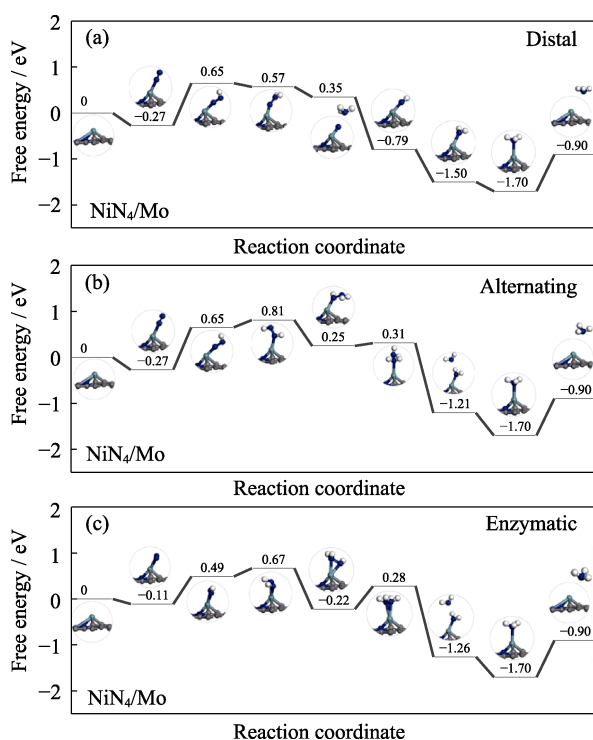 (a)
Distal
Free energy / eV
2
1
0
−1
−2
0
−0.27
0.65
0.57
0.35
−0.79
−1.50
−1.70
−0.90
NiN₄/Mo
Reaction coordinate
(b)
Alternating
Free energy / eV
2
1
0
−1
−2
0
−0.27
0.65
0.81
0.25
0.31
−1.21
−1.70
−0.90
NiN₄/Mo
Reaction coordinate
(c)
Enzymatic
Free energy / eV
2
1
0
−1
−2
0
−0.11
0.49
0.67
−0.22
0.28
−1.26
−1.70
−0.90
NiN₄/Mo
Reaction coordinate